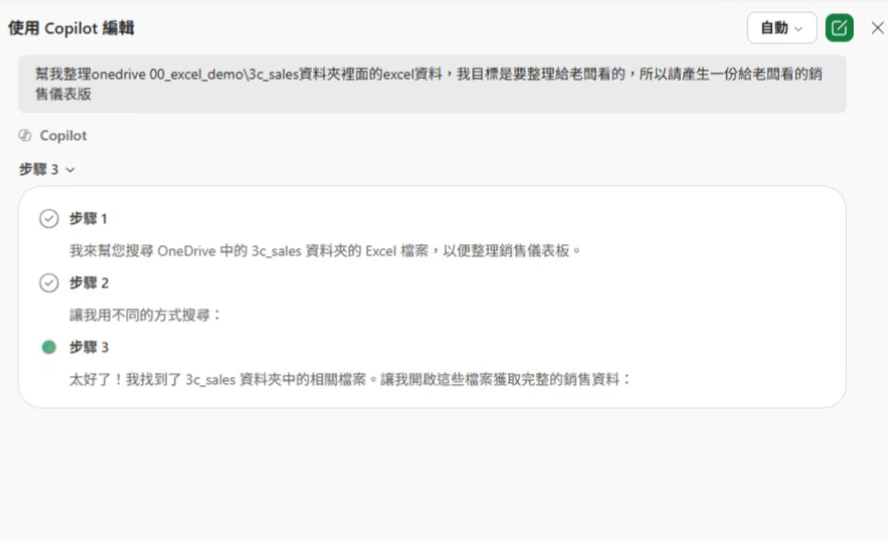 使用 Copilot 編輯
自動
幫我整理onedrive 00_excel_demo\3c_sales資料夾裡面的excel資料，我目標是要整理給老闆看的，所以請產生一份給老闆看的銷
售儀表版
Copilot
步驟 3
步驟 1
我來幫您搜尋 OneDrive 中的 3c_sales 資料夾的 Excel 檔案，以便整理銷售儀表板。
步驟 2
讓我用不同的方式搜尋：
步驟 3
太好了！我找到了 3c_sales 資料夾中的相關檔案。讓我開啟這些檔案獲取完整的銷售資料：